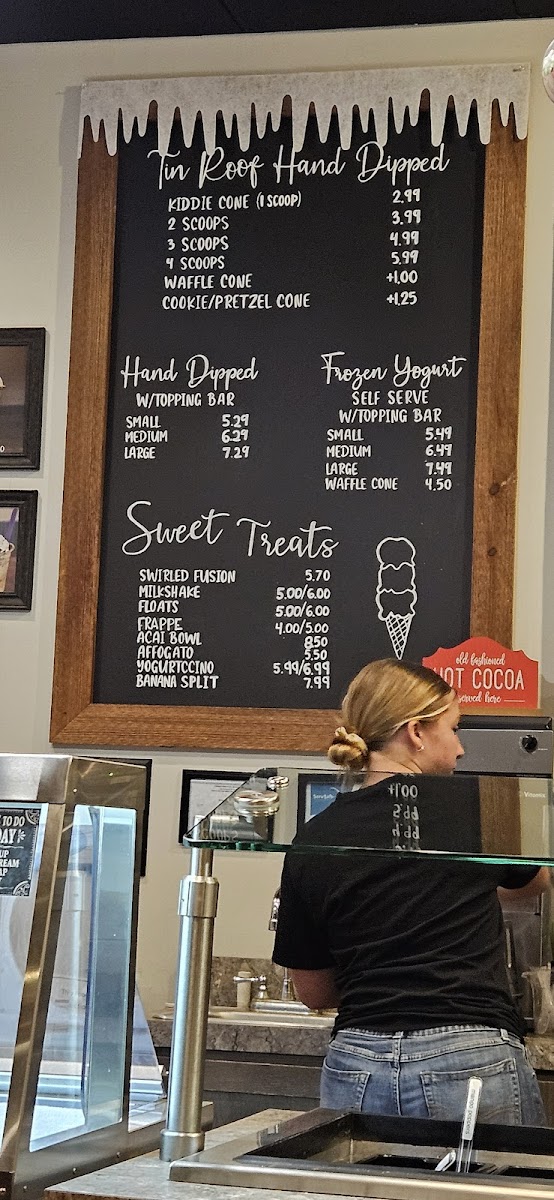 Tin Roof Hand Dipped
KIDDIE CONE (1 SCOOP) 2.99
2 SCOOPS 3.99
3 SCOOPS 4.99
4 SCOOPS 5.99
WAFFLE CONE +1.00
COOKIE/PRETZEL CONE +1.25
Hand Dipped
W/TOPPING BAR
SMALL 5.29
MEDIUM 6.29
LARGE 7.29
Frozen Yogurt
SELF SERVE
W/TOPPING BAR
SMALL 5.49
MEDIUM 6.49
LARGE 7.49
WAFFLE CONE 4.50
Sweet Treats
SWIRLED FUSION 5.70
MILKSHAKE 5.00/6.00
FLOATS 5.00/6.00
FRAPPE 4.00/5.00
ACAI BOWL 8.50
AFFOGATO 5.50
YOGURTCCINO 5.99/6.99
BANANA SPLIT 7.99
old fashioned
HOT COCOA
served here
TO DO